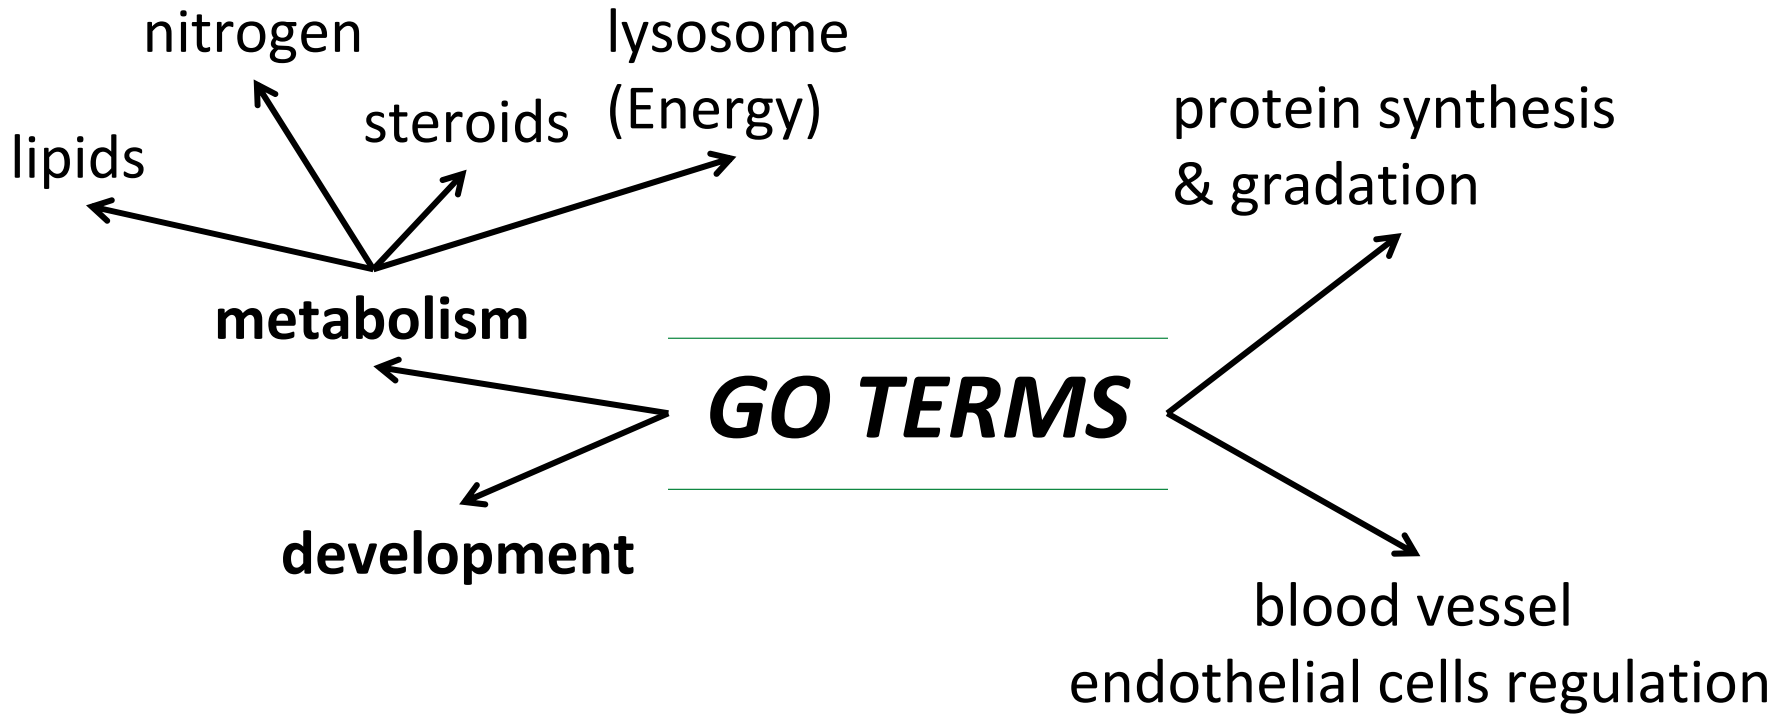 nitrogen
lysosome
(Energy)
steroids
lipids
protein synthesis
& gradation
metabolism
GO TERMS
development
blood vessel
endothelial cells regulation